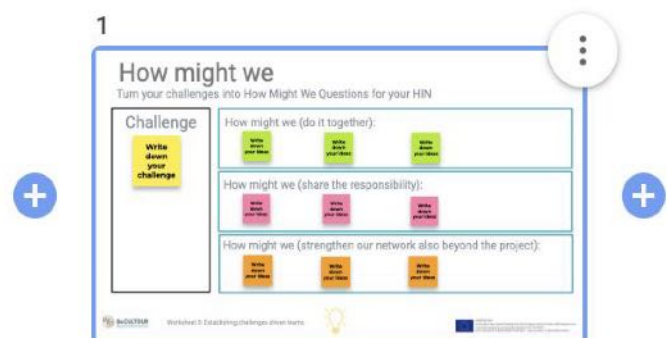 1
How might we
Turn your challenges into How Might We Questions for your HIN
Challenge
Write
down
your
challenge
How might we (do it together):
Write
down
your ideas
Write
down
your ideas
Write
down
your ideas
How might we (share the responsibility):
Write
down
your ideas
Write
down
your ideas
Write
down
your ideas
How might we (strengthen our network also beyond the project):
Write
down
your ideas
Write
down
your ideas
Write
down
your ideas
Be.CULTOUR
Worksheet 3: Establishing challenges driven teams